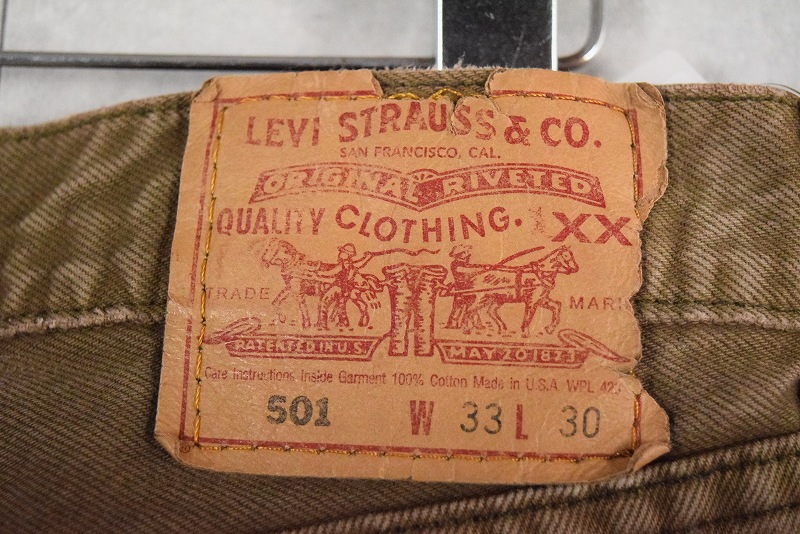 LEVI STRAUSS & CO.
SAN FRANCISCO, CAL.
ORIGINAL RIVETED
QUALITY CLOTHING. XX
TRADE MARK
PATENTED IN U.S. MAY 20 1873
Care Instructions Inside Garment 100% Cotton Made in U.S.A WPL 423
501 W 33 L 30